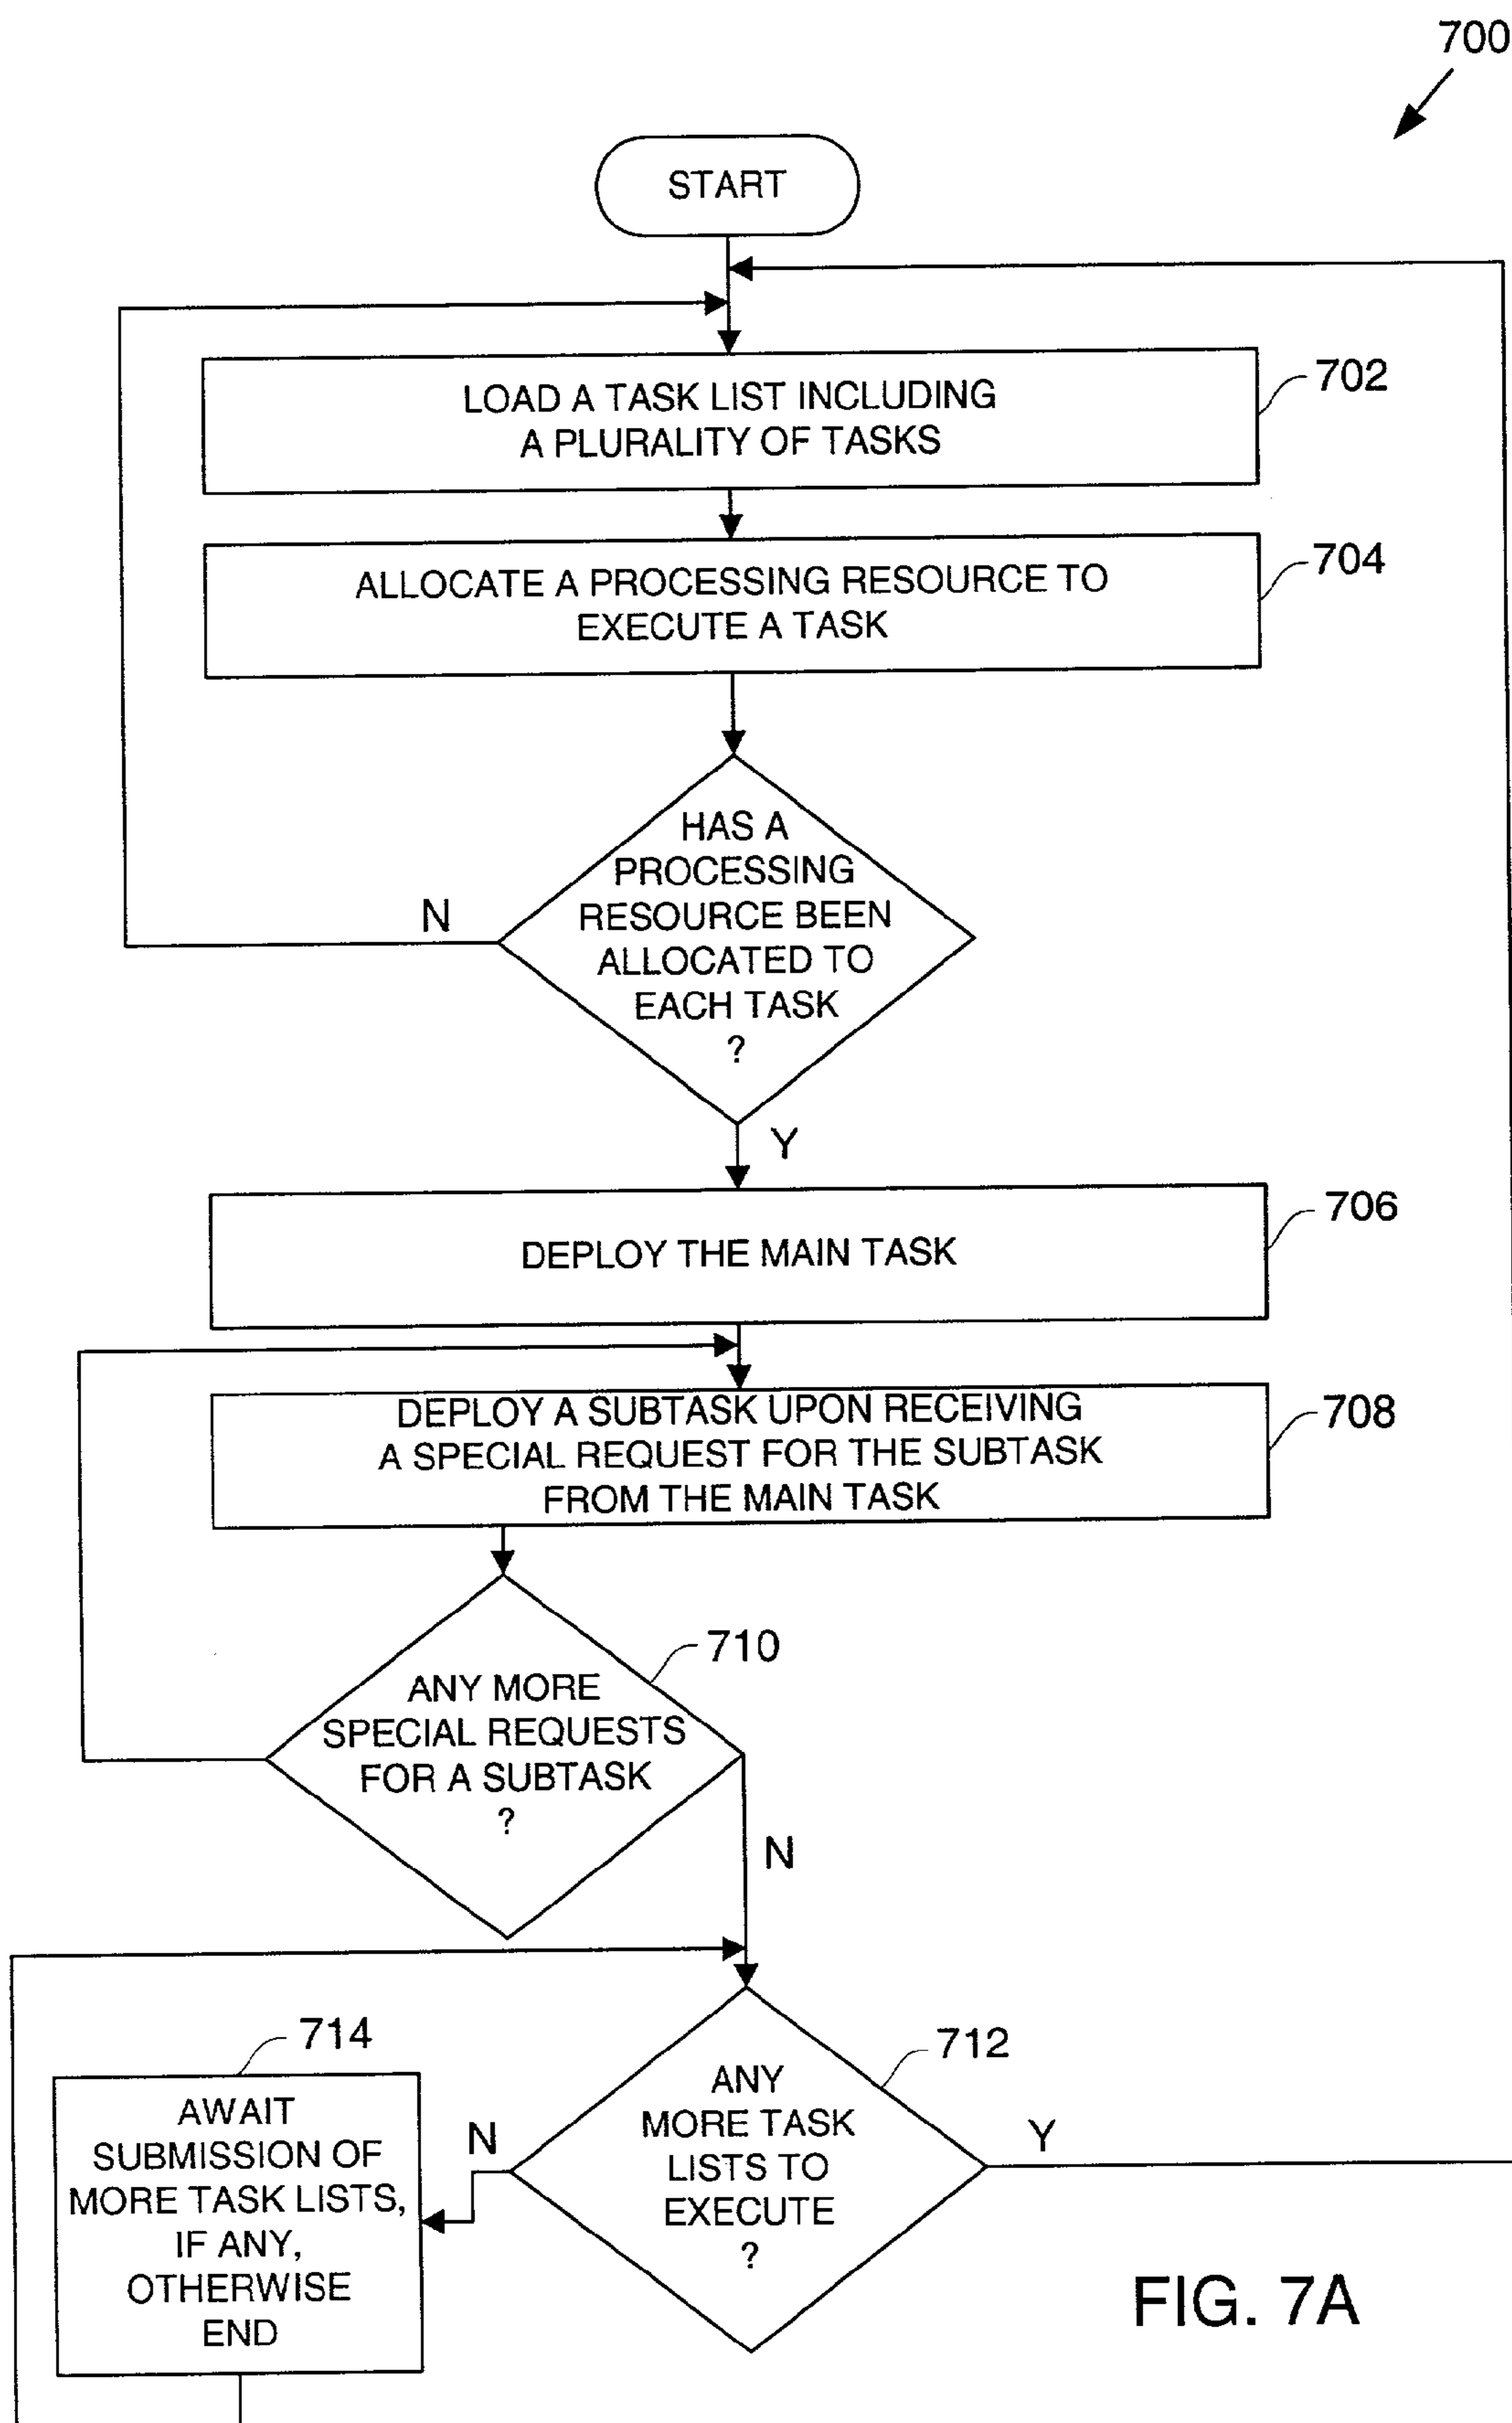 700
START
LOAD A TASK LIST INCLUDING
A PLURALITY OF TASKS
702
ALLOCATE A PROCESSING RESOURCE TO
EXECUTE A TASK
704
HAS A
PROCESSING
RESOURCE BEEN
ALLOCATED TO
EACH TASK
?
N
Y
DEPLOY THE MAIN TASK
706
DEPLOY A SUBTASK UPON RECEIVING
A SPECIAL REQUEST FOR THE SUBTASK
FROM THE MAIN TASK
708
710
ANY MORE
SPECIAL REQUESTS
FOR A SUBTASK
?
N
714
AWAIT
SUBMISSION OF
MORE TASK LISTS,
IF ANY,
OTHERWISE
END
N
712
ANY
MORE TASK
LISTS TO
EXECUTE
?
Y
FIG. 7A